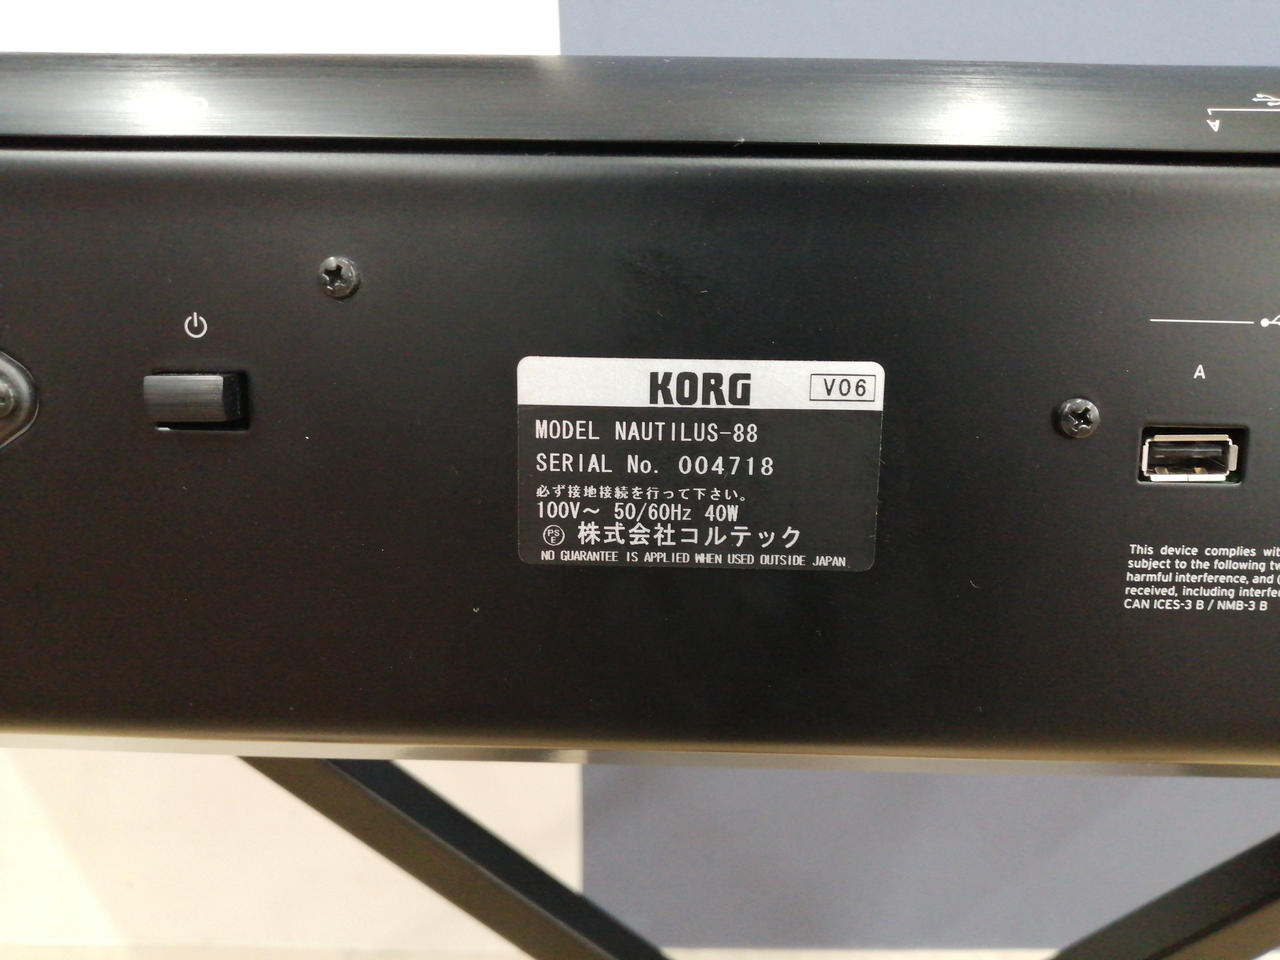 A
KORG
V06
MODEL NAUTILUS-88
SERIAL No. 004718
必ず接地接続を行って下さい。
100V～ 50/60Hz 40W
PS
E
株式会社コルテック
NO GUARANTEE IS APPLIED WHEN USED OUTSIDE JAPAN
A
This device complies
subject to the following
harmful interference, and
received, including
CAN ICES-3 B / NMB-3 B